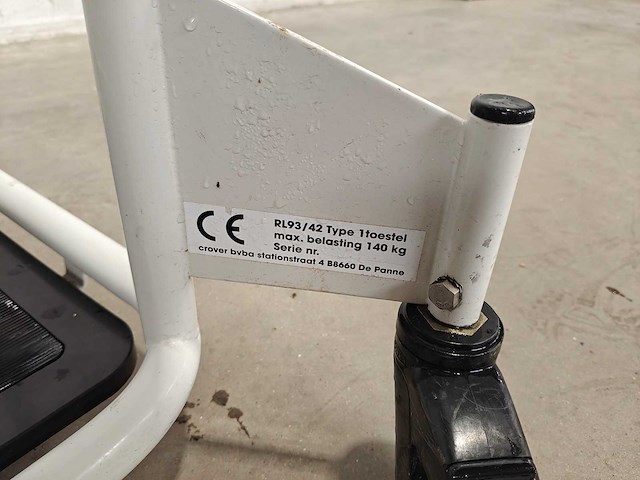 CE
RL93/42 Type 1toestel
max. belasting 140 kg
Serie nr.
crover bvba stationstraat 4 B8660 De Panne